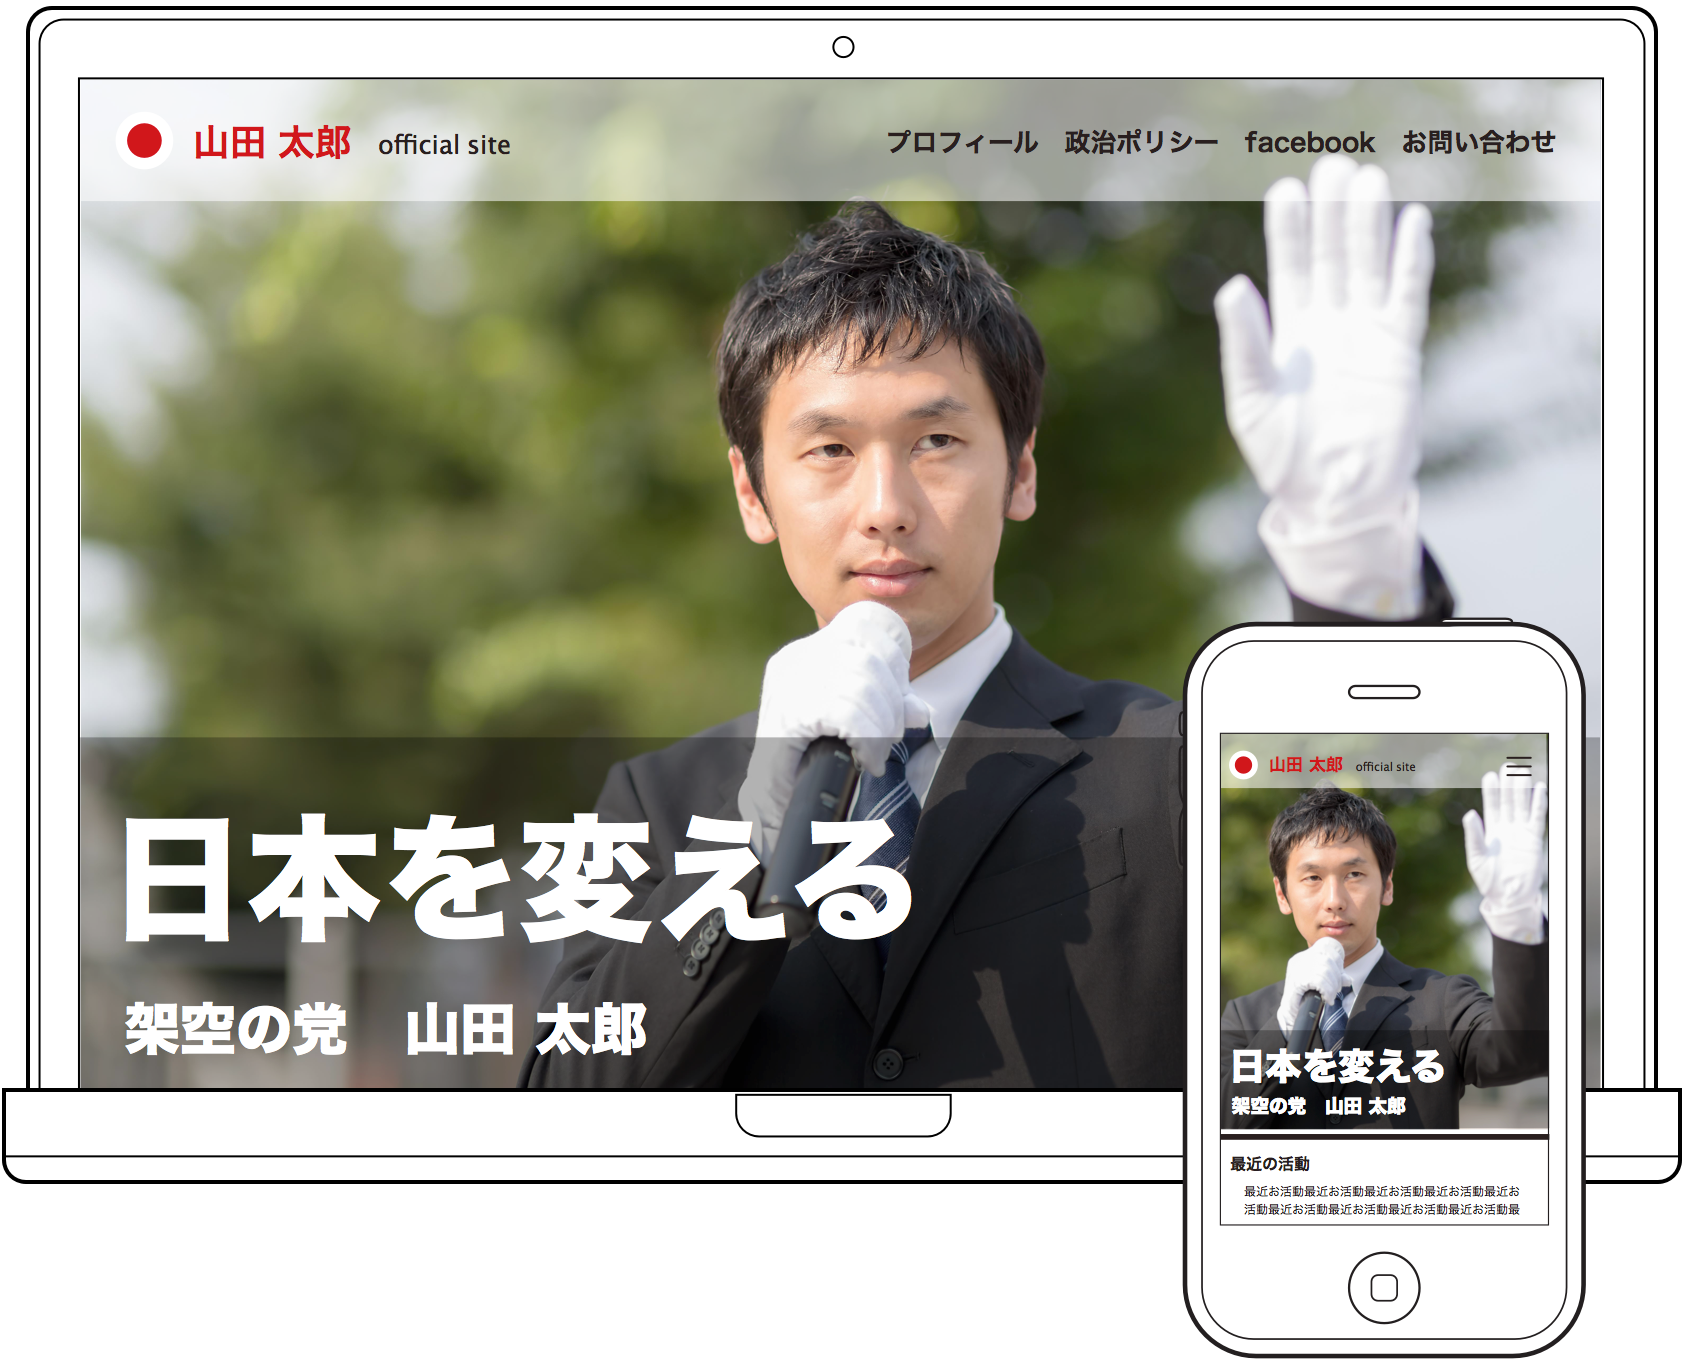 山田 太郎 official site
プロフィール 政治ポリシー facebook お問い合わせ
日本を変える
架空の党 山田 太郎
山田 太郎 official site
日本を変える
架空の党 山田 太郎
最近の活動
最近お活動最近お活動最近お活動最近お活動最近お
活動最近お活動最近お活動最近お活動最近お活動最